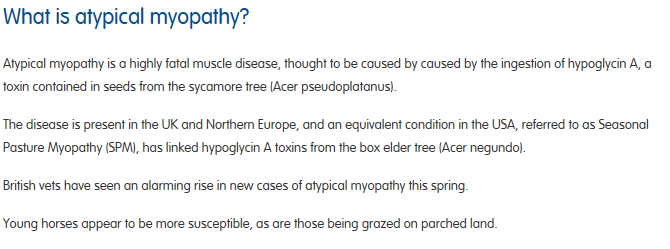 What is atypical myopathy?
Atypical myopathy is a highly fatal muscle disease, thought to be caused by caused by the ingestion of hypoglycin A, a
toxin contained in seeds from the sycamore tree (Acer pseudoplatanus).
The disease is present in the UK and Northern Europe, and an equivalent condition in the USA, referred to as Seasonal
Pasture Myopathy (SPM), has linked hypoglycin A toxins from the box elder tree (Acer negundo).
British vets have seen an alarming rise in new cases of atypical myopathy this spring.
Young horses appear to be more susceptible, as are those being grazed on parched land.